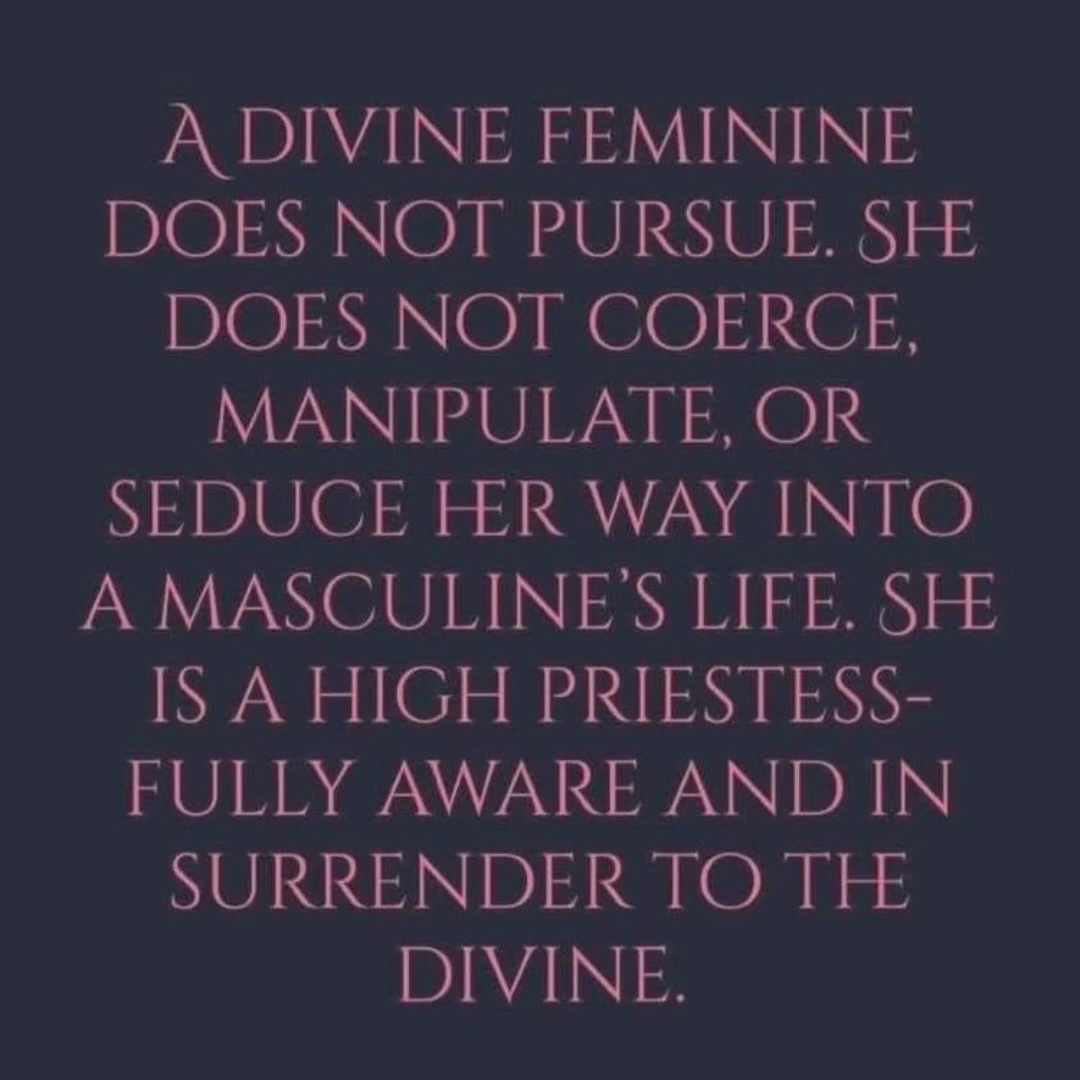 A DIVINE FEMININE
DOES NOT PURSUE. SHE
DOES NOT COERCE,
MANIPULATE, OR
SEDUCE HER WAY INTO
A MASCULINE’S LIFE. SHE
IS A HIGH PRIESTESS-
FULLY AWARE AND IN
SURRENDER TO THE
DIVINE.